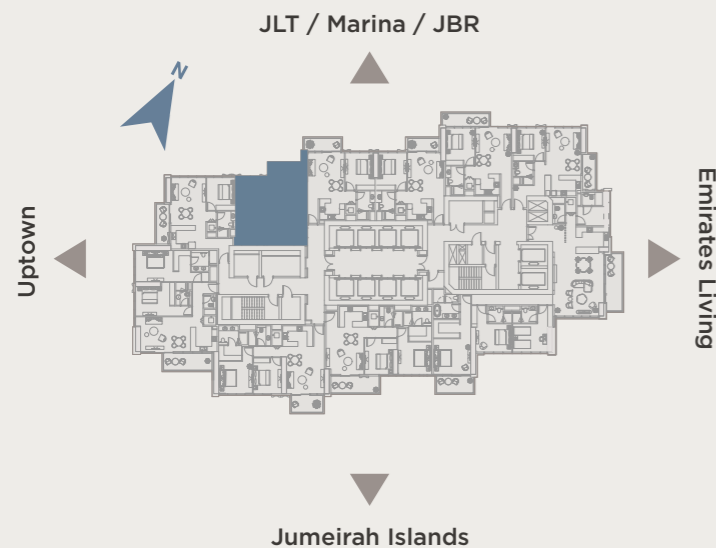 JLT / Marina / JBR
N
Uptown
Emirates Living
Jumeirah Islands